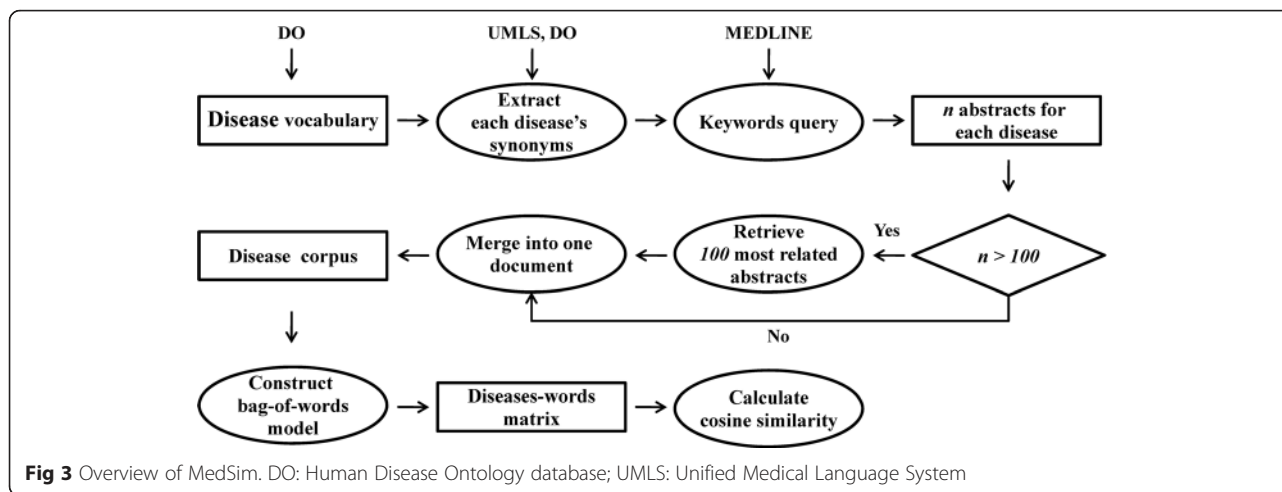 DO
UMLS, DO
MEDLINE
Disease vocabulary
Extract
each disease's
synonyms
Keywords query
n abstracts for
each disease
Disease corpus
Merge into one
document
Retrieve
100 most related
abstracts
Yes
n > 100
No
Construct
bag-of-words
model
Diseases-words
matrix
Calculate
cosine similarity
Fig 3 Overview of MedSim. DO: Human Disease Ontology database; UMLS: Unified Medical Language System